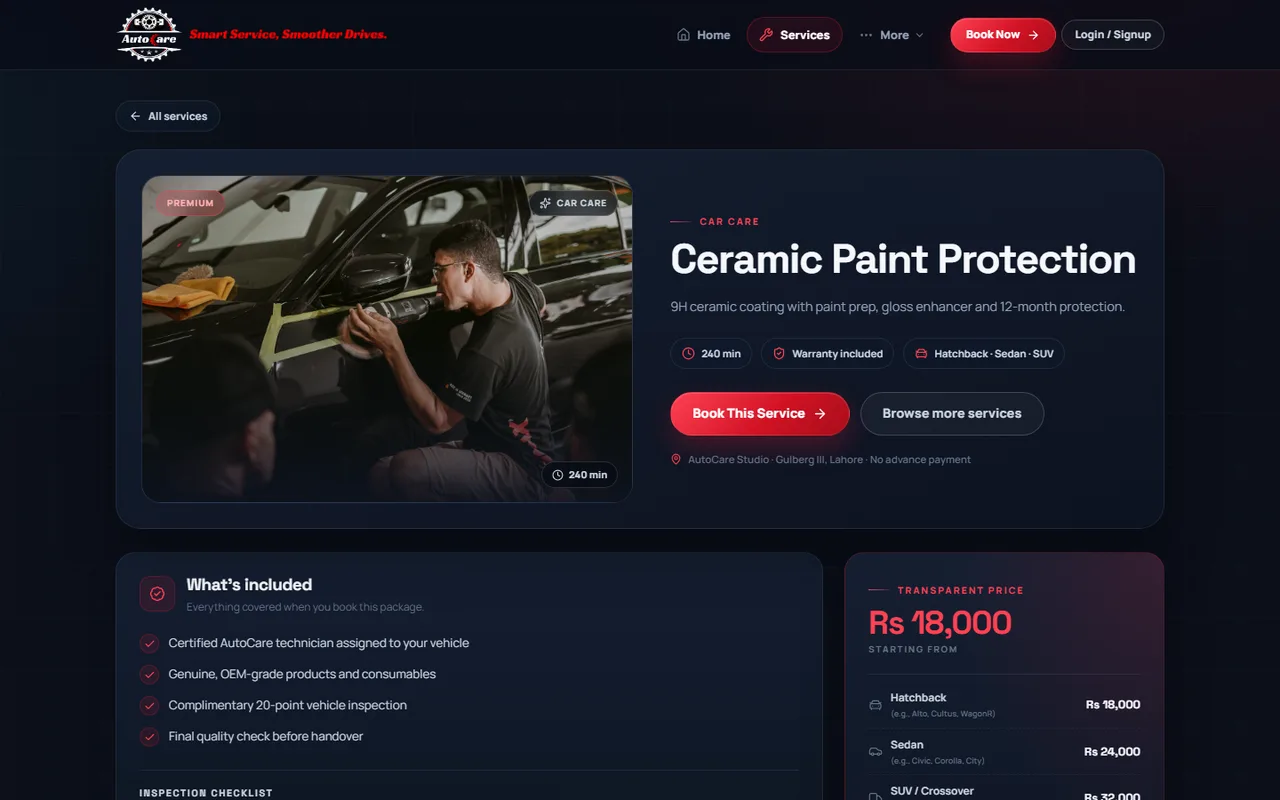 AutoCare
Smart Service, Smoother Drives.
Home
Services
More
Book Now
Login / Signup
All services
PREMIUM
CAR CARE
240 min
CAR CARE
Ceramic Paint Protection
9H ceramic coating with paint prep, gloss enhancer and 12-month protection.
240 min
Warranty included
Hatchback · Sedan · SUV
Book This Service
Browse more services
AutoCare Studio · Gulberg III, Lahore · No advance payment
What's included
Everything covered when you book this package.
Certified AutoCare technician assigned to your vehicle
Genuine, OEM-grade products and consumables
Complimentary 20-point vehicle inspection
Final quality check before handover
INSPECTION CHECKLIST
TRANSPARENT PRICE
Rs 18,000
STARTING FROM
Hatchback
(e.g., Alto, Cultus, WagonR)
Rs 18,000
Sedan
(e.g., Civic, Corolla, City)
Rs 24,000
SUV / Crossover
Rs 32,000